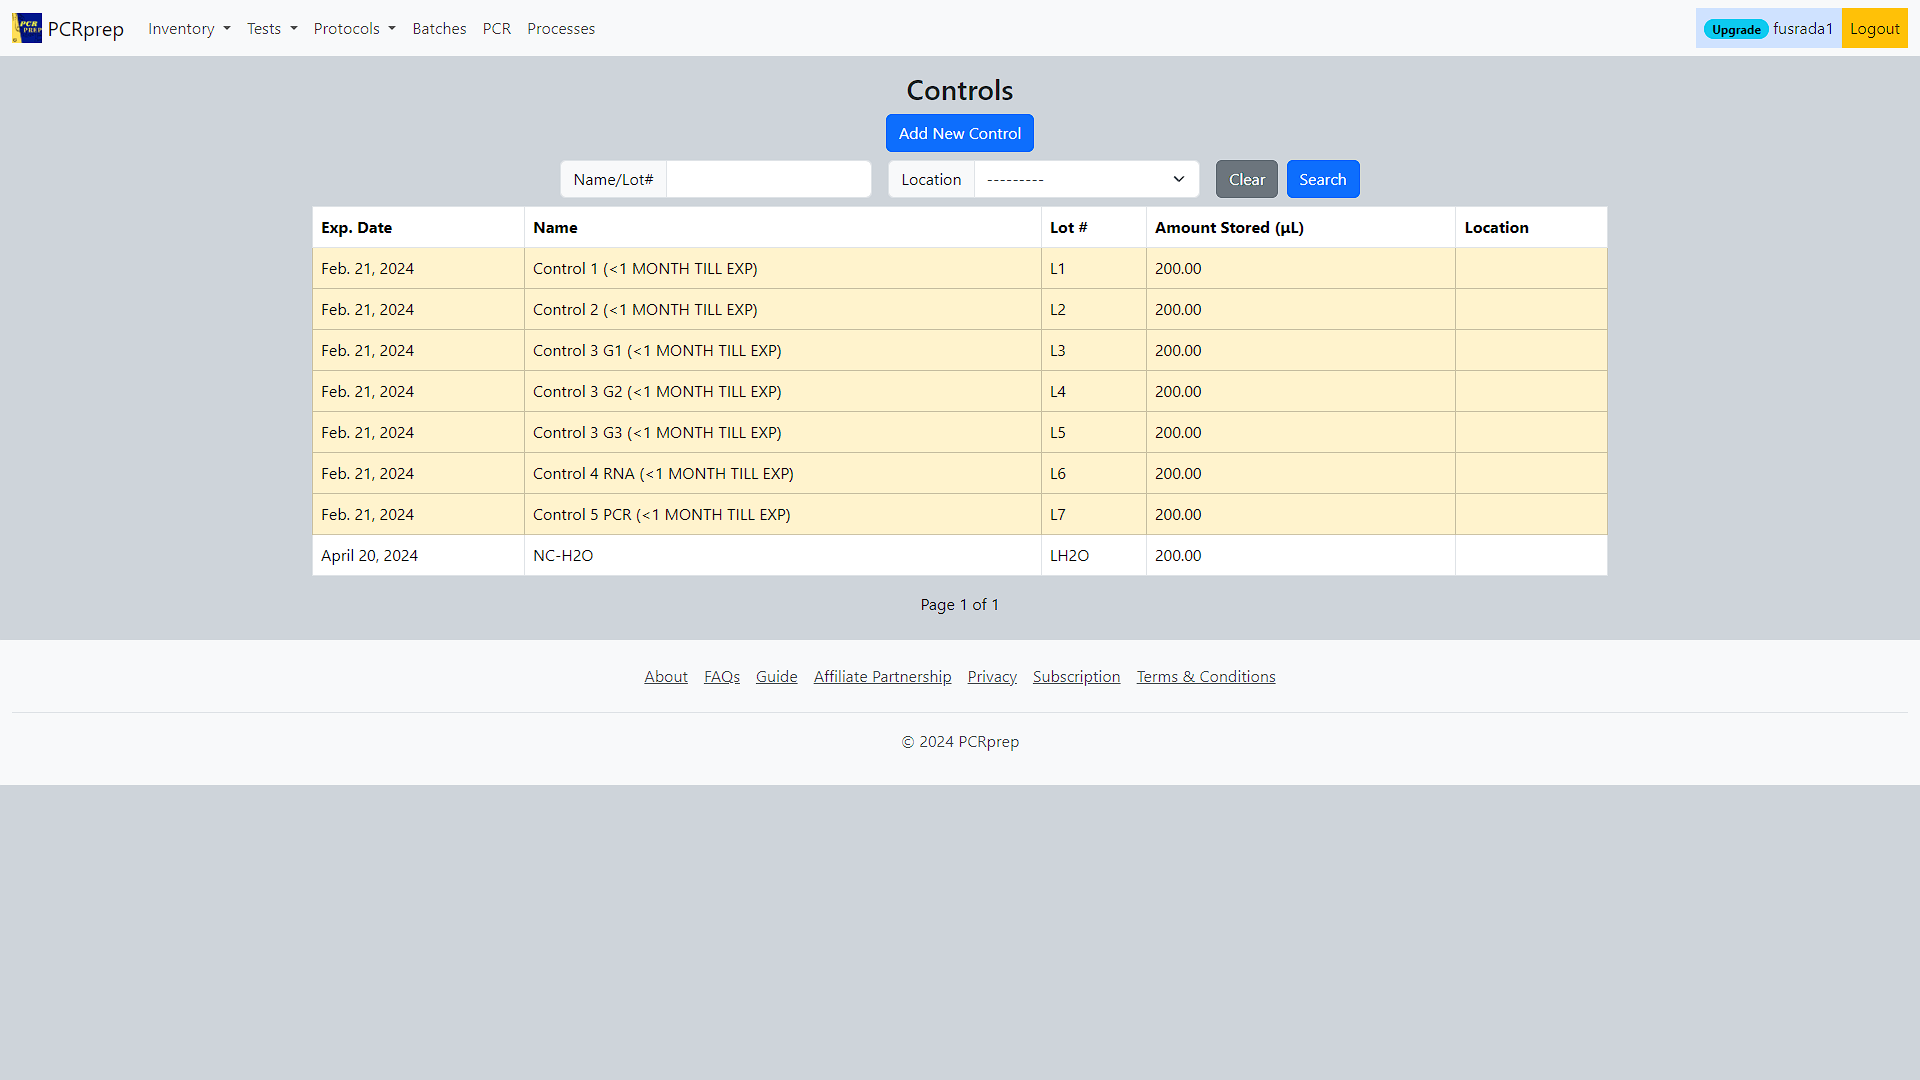 PCR PREP PCRprep Inventory Tests Protocols Batches PCR Processes Upgrade fusrada1 Logout
Controls
Add New Control
Name/Lot# Location --------- Clear Search
Exp. Date Name Lot # Amount Stored (µL) Location
Feb. 21, 2024 Control 1 (<1 MONTH TILL EXP) L1 200.00
Feb. 21, 2024 Control 2 (<1 MONTH TILL EXP) L2 200.00
Feb. 21, 2024 Control 3 G1 (<1 MONTH TILL EXP) L3 200.00
Feb. 21, 2024 Control 3 G2 (<1 MONTH TILL EXP) L4 200.00
Feb. 21, 2024 Control 3 G3 (<1 MONTH TILL EXP) L5 200.00
Feb. 21, 2024 Control 4 RNA (<1 MONTH TILL EXP) L6 200.00
Feb. 21, 2024 Control 5 PCR (<1 MONTH TILL EXP) L7 200.00
April 20, 2024 NC-H2O LH2O 200.00
Page 1 of 1
About FAQs Guide Affiliate Partnership Privacy Subscription Terms & Conditions
© 2024 PCRprep